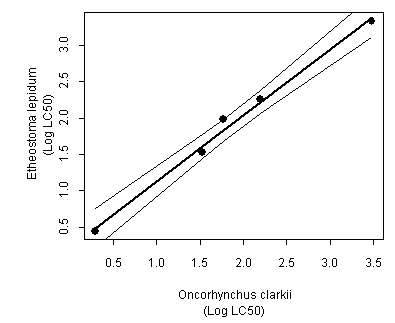 Etheostoma lepidum
(Log LC50)
3.0
2.5
2.0
1.5
1.0
0.5
0.5 1.0 1.5 2.0 2.5 3.0 3.5
Oncorhynchus clarkii
(Log LC50)